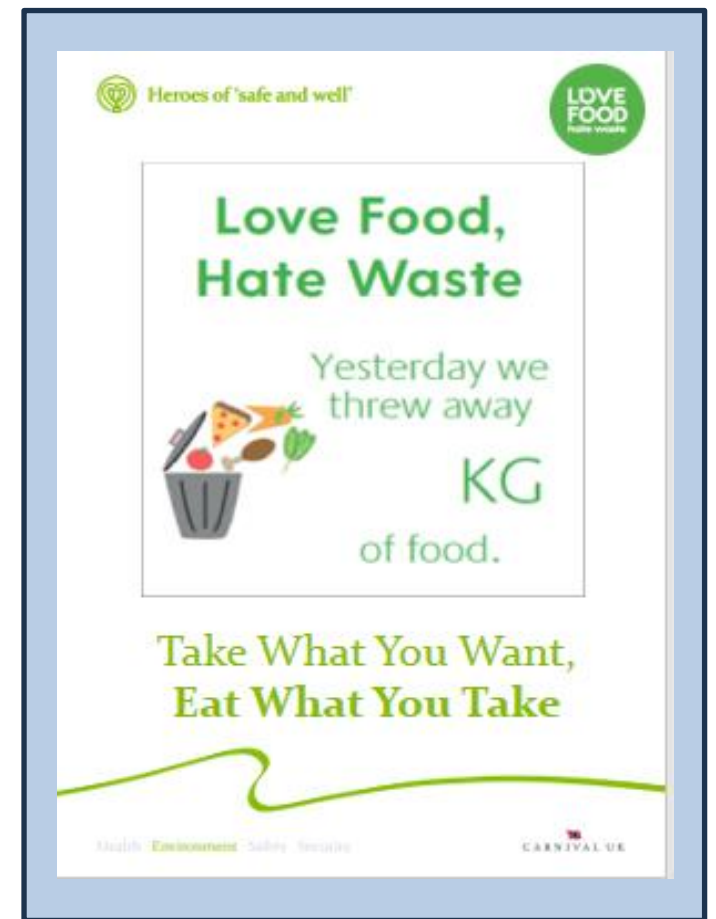 Heroes of 'safe and well'
LOVE
FOOD
hate waste
Love Food,
Hate Waste
Yesterday we
threw away
KG
of food.
Take What You Want,
Eat What You Take
Health Environment Safety Security
CARNIVAL UK